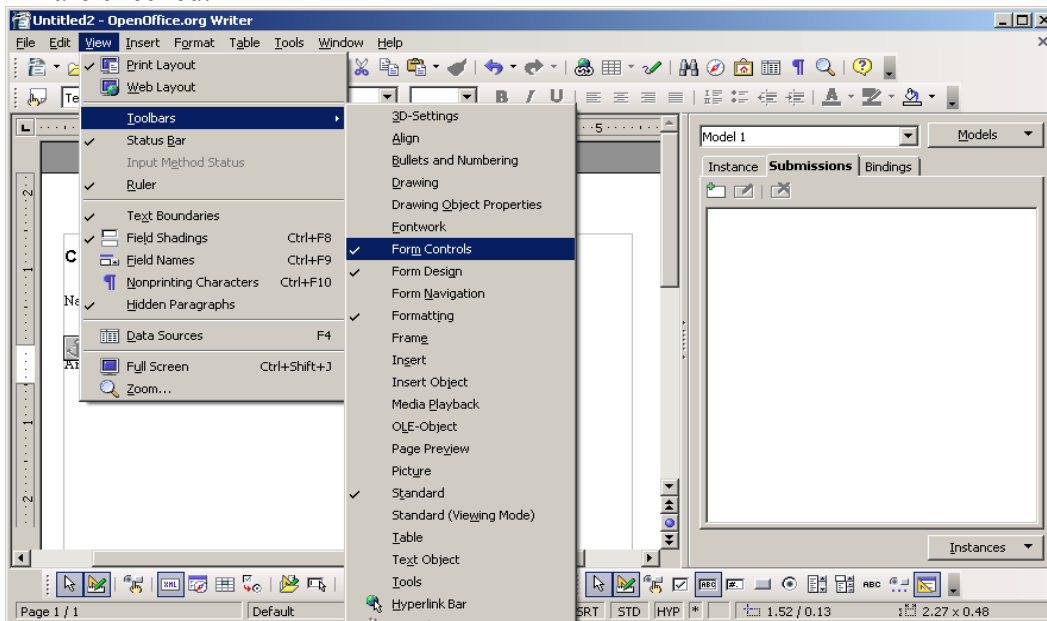 Untitled2 - OpenOffice.org Writer
File Edit View Insert Format Table Tools Window Help
Print Layout
Web Layout
Toolbars
Status Bar
Input Method Status
Ruler
Text Boundaries
Field Shadings Ctrl+F8
Field Names Ctrl+F9
Nonprinting Characters Ctrl+F10
Hidden Paragraphs
Data Sources F4
Full Screen Ctrl+Shift+J
Zoom...
3D-Settings
Align
Bullets and Numbering
Drawing
Drawing Object Properties
Fontwork
Form Controls
Form Design
Form Navigation
Formatting
Frame
Insert
Insert Object
Media Playback
OLE-Object
Page Preview
Picture
Standard
Standard (Viewing Mode)
Table
Text Object
Tools
Hyperlink Bar
Model 1 Models
Instance Submissions Bindings
Instances
Page 1 / 1 Default SRT STD HYP * 1.52 / 0.13 2.27 x 0.48